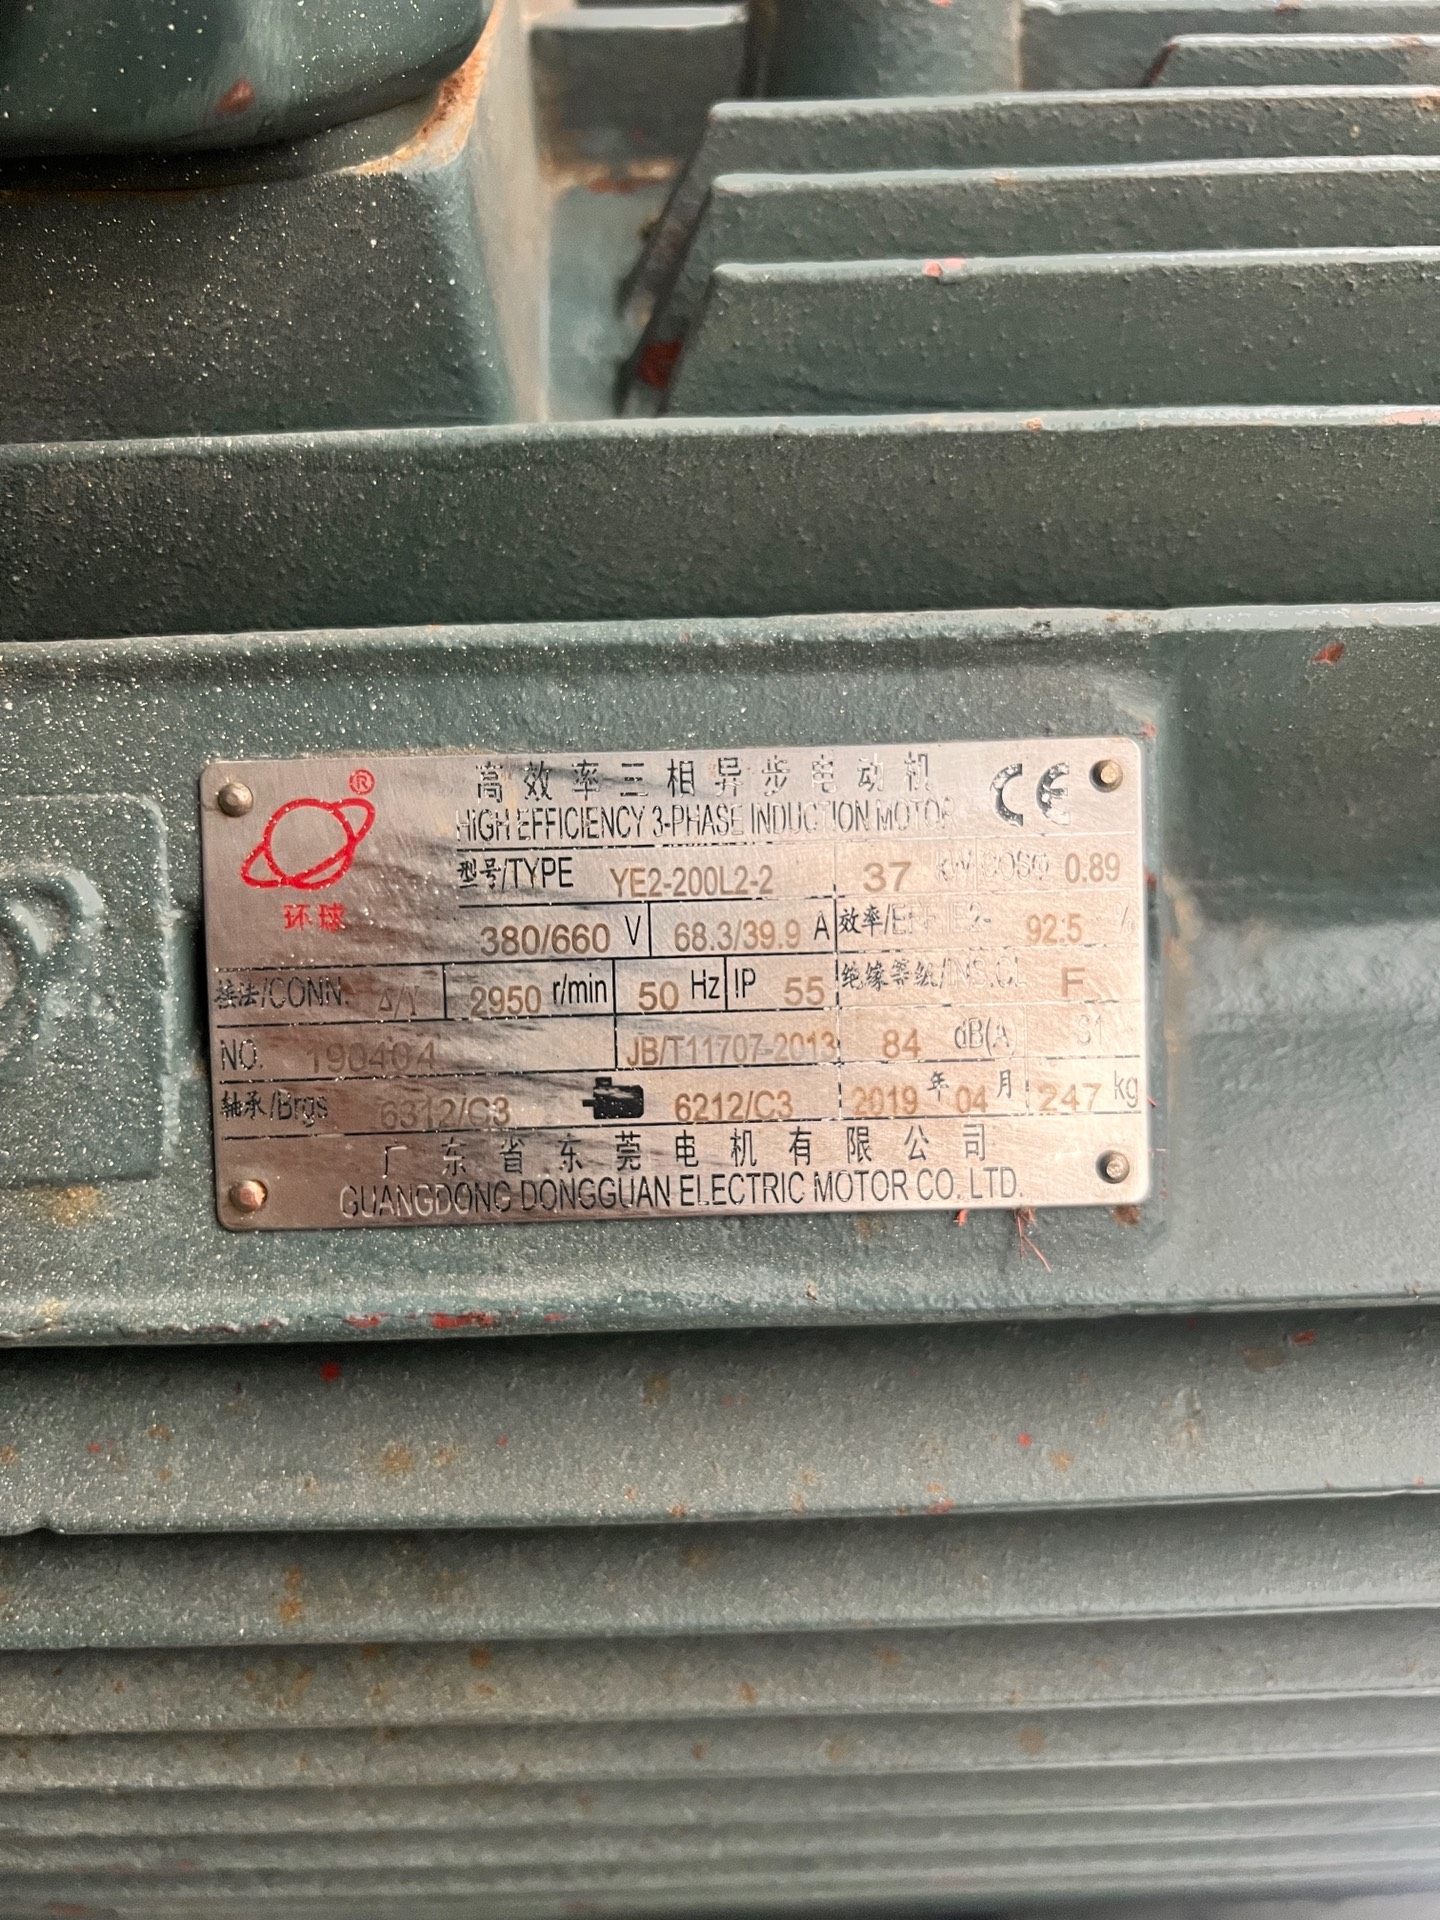 ®
环球
高效率三相异步电动机
HIGH EFFICIENCY 3-PHASE INDUCTION MOTOR
CE
型号/TYPE YE2-200L2-2 37 kW COSφ 0.89
380/660 V 68.3/39.9 A 效率/EFF IE2- 92.5 %
接法/CONN. Δ/Y 2950 r/min 50 Hz IP 55 绝缘等级/INS.CL F
NO. 190404 JB/T11707-2013 84 dB(A) S1
轴承/Brgs 6312/C3 6212/C3 2019 年 04 月 247 kg
广东省东莞电机有限公司
GUANGDONG DONGGUAN ELECTRIC MOTOR CO. LTD.